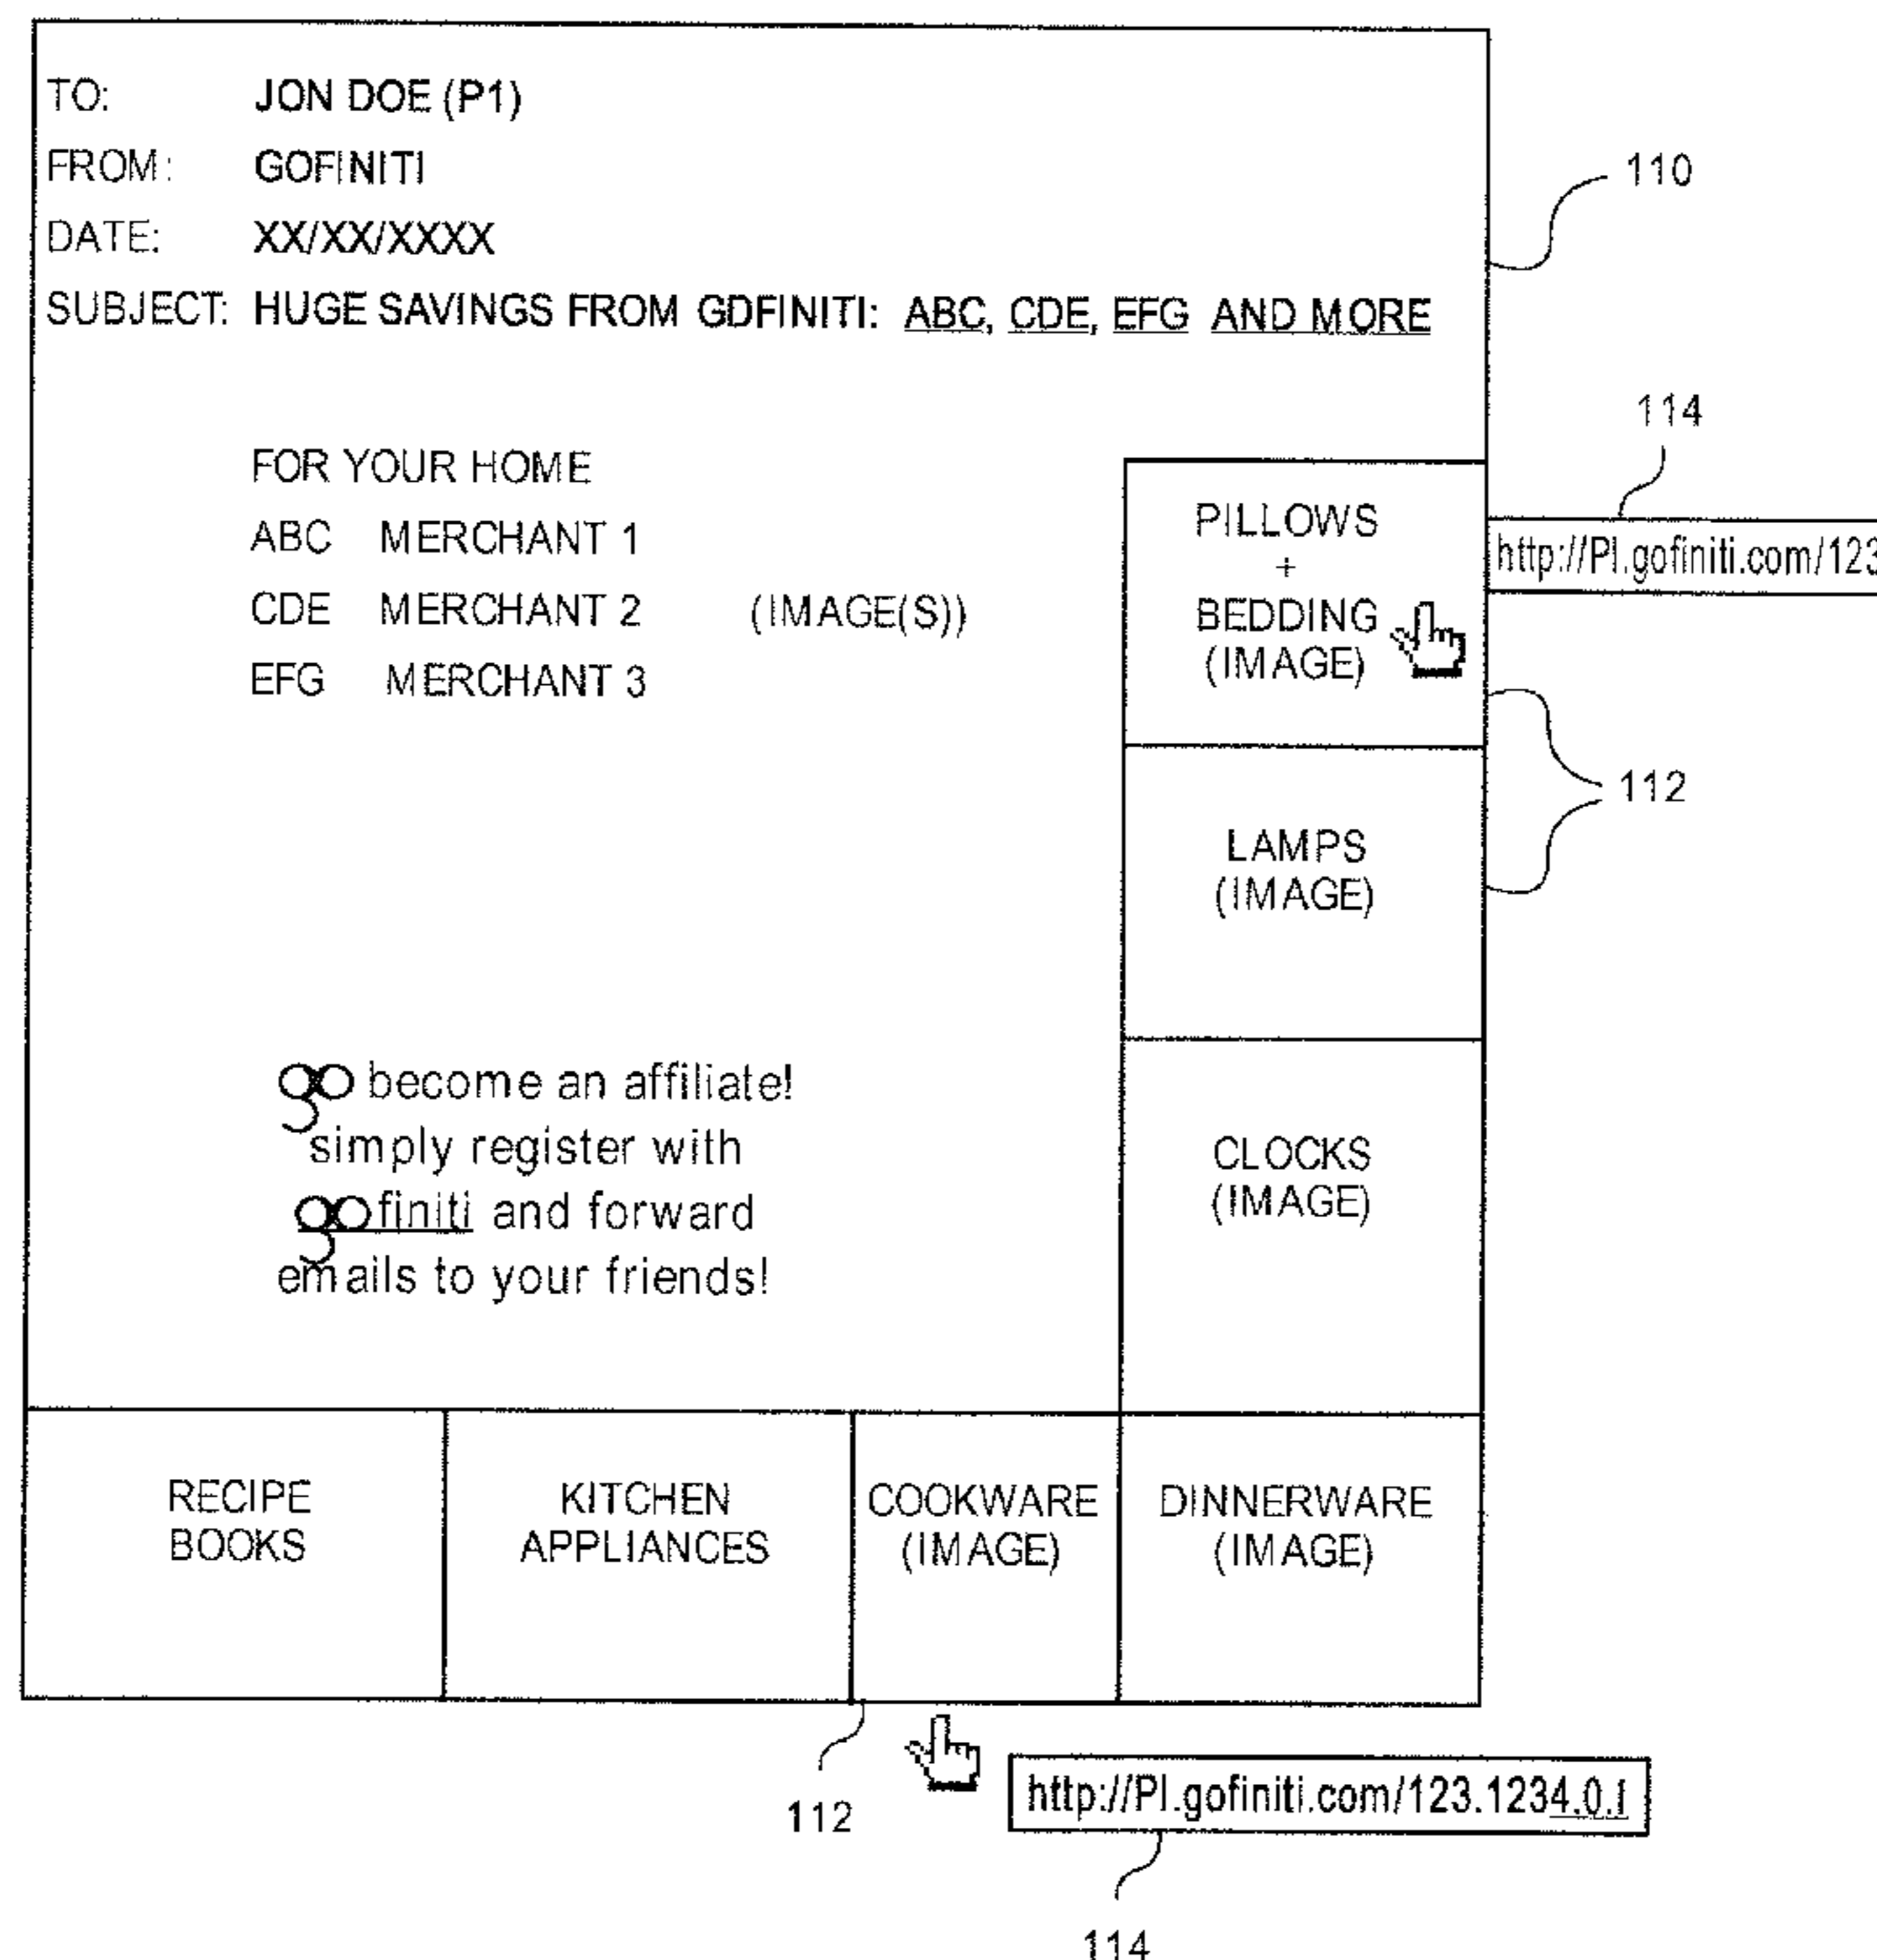 TO: JON DOE (P1)
FROM: GOFINITI
DATE: XX/XX/XXXX
SUBJECT: HUGE SAVINGS FROM GDFINITI: ABC, CDE, EFG AND MORE
110
114
http://PI.gofiniti.com/123
FOR YOUR HOME
ABC MERCHANT 1
CDE MERCHANT 2 (IMAGE(S))
EFG MERCHANT 3
PILLOWS
+
BEDDING
(IMAGE)
112
LAMPS
(IMAGE)
CLOCKS
(IMAGE)
go become an affiliate!
simply register with
gofiniti and forward
emails to your friends!
RECIPE
BOOKS
KITCHEN
APPLIANCES
COOKWARE
(IMAGE)
DINNERWARE
(IMAGE)
112
http://PI.gofiniti.com/123.1234.0.1
114